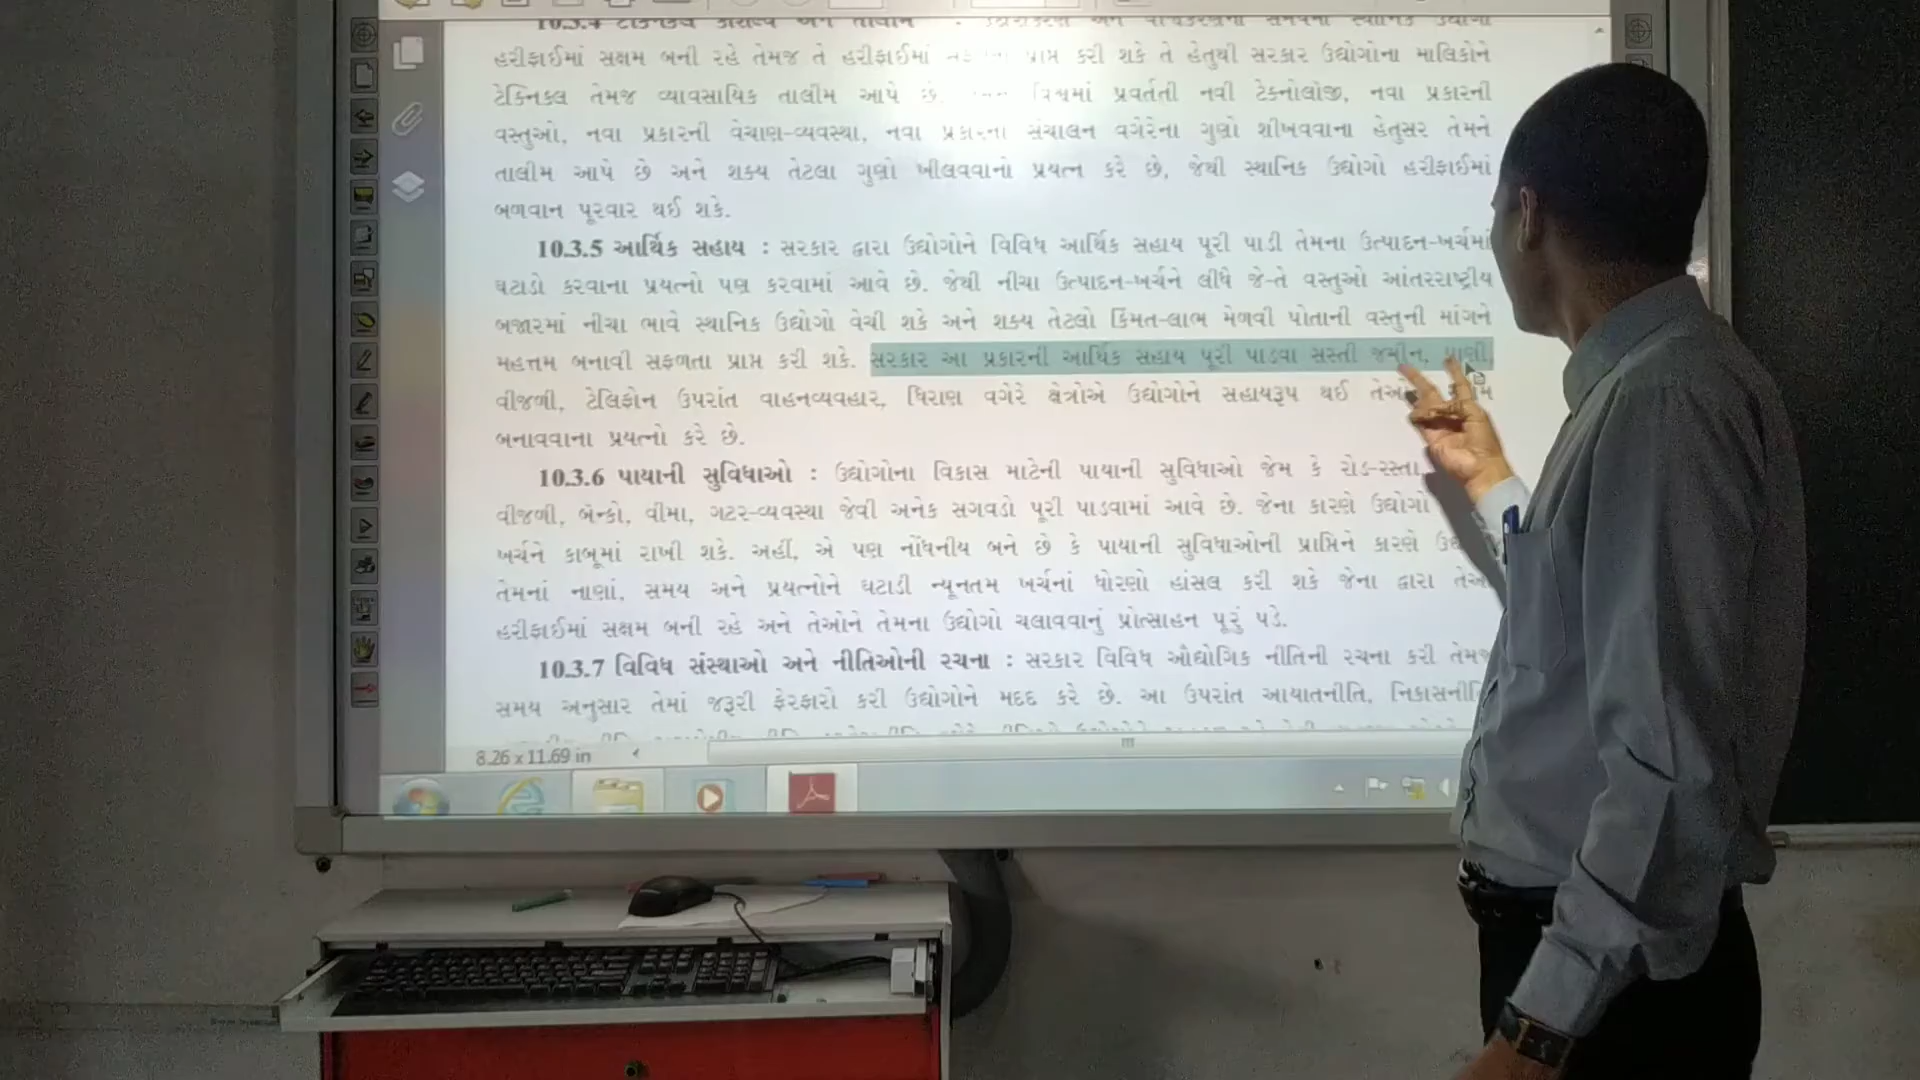 હરીફાઈમાં સક્ષમ બની રહે તેમજ તે હરીફાઈમાં પ્રાપ્ત કરી શકે તે હેતુથી સરકાર ઉદ્યોગોના માલિકોને
ટેક્નિકલ તેમજ વ્યાવસાયિક તાલીમ આપે છે. વિશ્વમાં પ્રવર્તતી નવી ટેક્નોલોજી, નવા પ્રકારની
વસ્તુઓ, નવા પ્રકારની વેચાણ-વ્યવસ્થા, નવા પ્રકારના સંચાલન વગેરેના ગુણો શીખવવાના હેતુસર તેમને
તાલીમ આપે છે અને શક્ય તેટલા ગુણો ખીલવવાનો પ્રયત્ન કરે છે, જેથી સ્થાનિક ઉદ્યોગો હરીફાઈમાં
બળવાન પૂરવાર થઈ શકે.
10.3.5 આર્થિક સહાય : સરકાર દ્વારા ઉદ્યોગોને વિવિધ આર્થિક સહાય પૂરી પાડી તેમના ઉત્પાદન-ખર્ચમાં
ઘટાડો કરવાના પ્રયત્નો પણ કરવામાં આવે છે. જેથી નીચા ઉત્પાદન-ખર્ચને લીધે જે-તે વસ્તુઓ આંતરરાષ્ટ્રીય
બજારમાં નીચા ભાવે સ્થાનિક ઉદ્યોગો વેચી શકે અને શક્ય તેટલો કિંમત-લાભ મેળવી પોતાની વસ્તુની માંગને
મહત્તમ બનાવી સફળતા પ્રાપ્ત કરી શકે. સરકાર આ પ્રકારની આર્થિક સહાય પૂરી પાડવા સસ્તી જમીન, પાણી,
વીજળી, ટેલિફોન ઉપરાંત વાહનવ્યવહાર, ધિરાણ વગેરે ક્ષેત્રોએ ઉદ્યોગોને સહાયરૂપ થઈ
બનાવવાના પ્રયત્નો કરે છે.
10.3.6 પાયાની સુવિધાઓ : ઉદ્યોગોના વિકાસ માટેની પાયાની સુવિધાઓ જેમ કે રોડ-રસ્તા
વીજળી, બેન્કો, વીમા, ગટર-વ્યવસ્થા જેવી અનેક સગવડો પૂરી પાડવામાં આવે છે. જેના કારણે ઉદ્યોગો
ખર્ચને કાબૂમાં રાખી શકે. અહીં, એ પણ નોંધનીય બને છે કે પાયાની સુવિધાઓની પ્રાપ્તિને કારણે
તેમનાં નાણાં, સમય અને પ્રયત્નોને ઘટાડી ન્યૂનતમ ખર્ચનાં ધોરણો હાંસલ કરી શકે જેના દ્વારા
હરીફાઈમાં સક્ષમ બની રહે અને તેઓને તેમના ઉદ્યોગો ચલાવવાનું પ્રોત્સાહન પૂરું પડે.
10.3.7 વિવિધ સંસ્થાઓ અને નીતિઓની રચના : સરકાર વિવિધ ઔદ્યોગિક નીતિની રચના કરી તેમજ
સમય અનુસાર તેમાં જરૂરી ફેરફારો કરી ઉદ્યોગોને મદદ કરે છે. આ ઉપરાંત આયાતનીતિ,
8.26 x 11.69 in